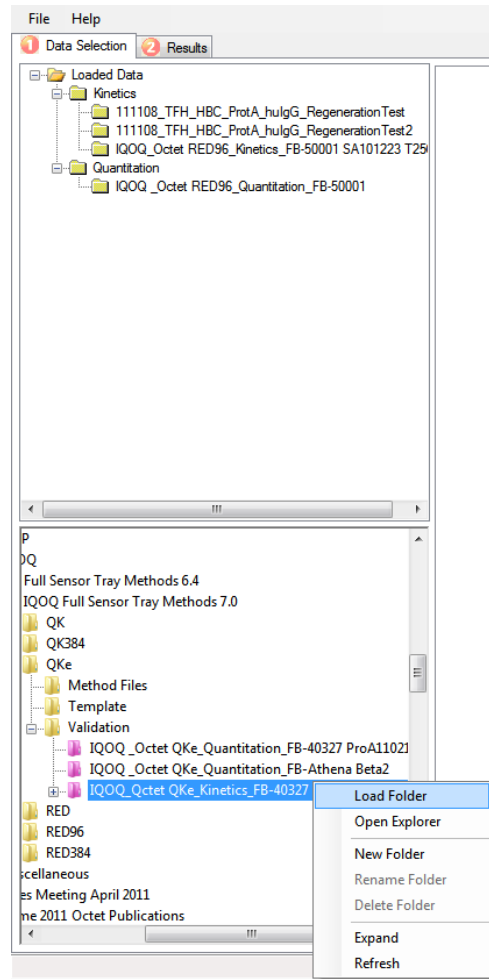 File Help
1 Data Selection 2 Results
Loaded Data
Kinetics
111108_TFH_HBC_ProtA_huIgG_RegenerationTest
111108_TFH_HBC_ProtA_huIgG_RegenerationTest2
IQOQ_Octet RED96_Kinetics_FB-50001 SA101223 T25
Quantitation
IQOQ _Octet RED96_Quantitation_FB-50001
P
OQ
Full Sensor Tray Methods 6.4
IQOQ Full Sensor Tray Methods 7.0
QK
QK384
QKe
Method Files
Template
Validation
IQOQ _Octet QKe_Quantitation_FB-40327 ProA11021
IQOQ _Octet QKe_Quantitation_FB-Athena Beta2
IQOQ_Qctet QKe_Kinetics_FB-40327
Load Folder
RED
Open Explorer
RED96
New Folder
RED384
Rename Folder
scellaneous
Delete Folder
es Meeting April 2011
me 2011 Octet Publications
Expand
Refresh